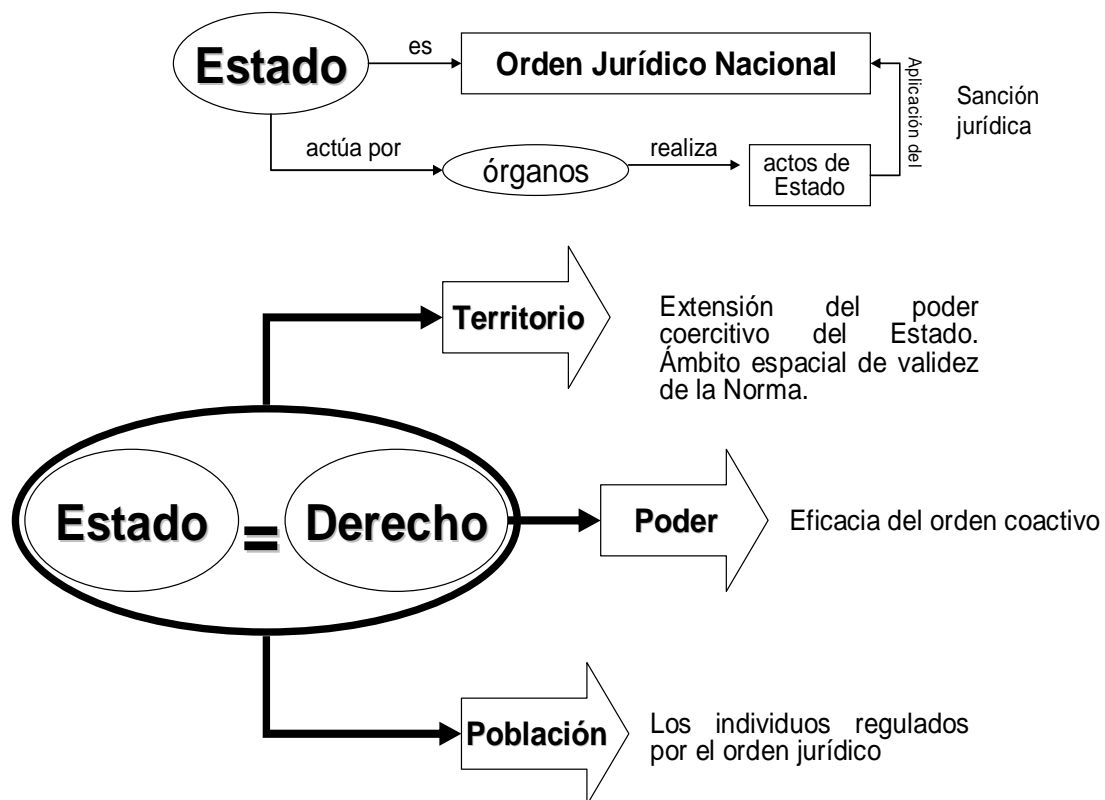 Estado
es
Orden Jurídico Nacional
Aplicación del
Sanción
jurídica
actúa por
órganos
realiza
actos de
Estado
Territorio
Extensión del poder
coercitivo del Estado.
Ámbito espacial de validez
de la Norma.
Estado = Derecho
Poder
Eficacia del orden coactivo
Población
Los individuos regulados
por el orden jurídico